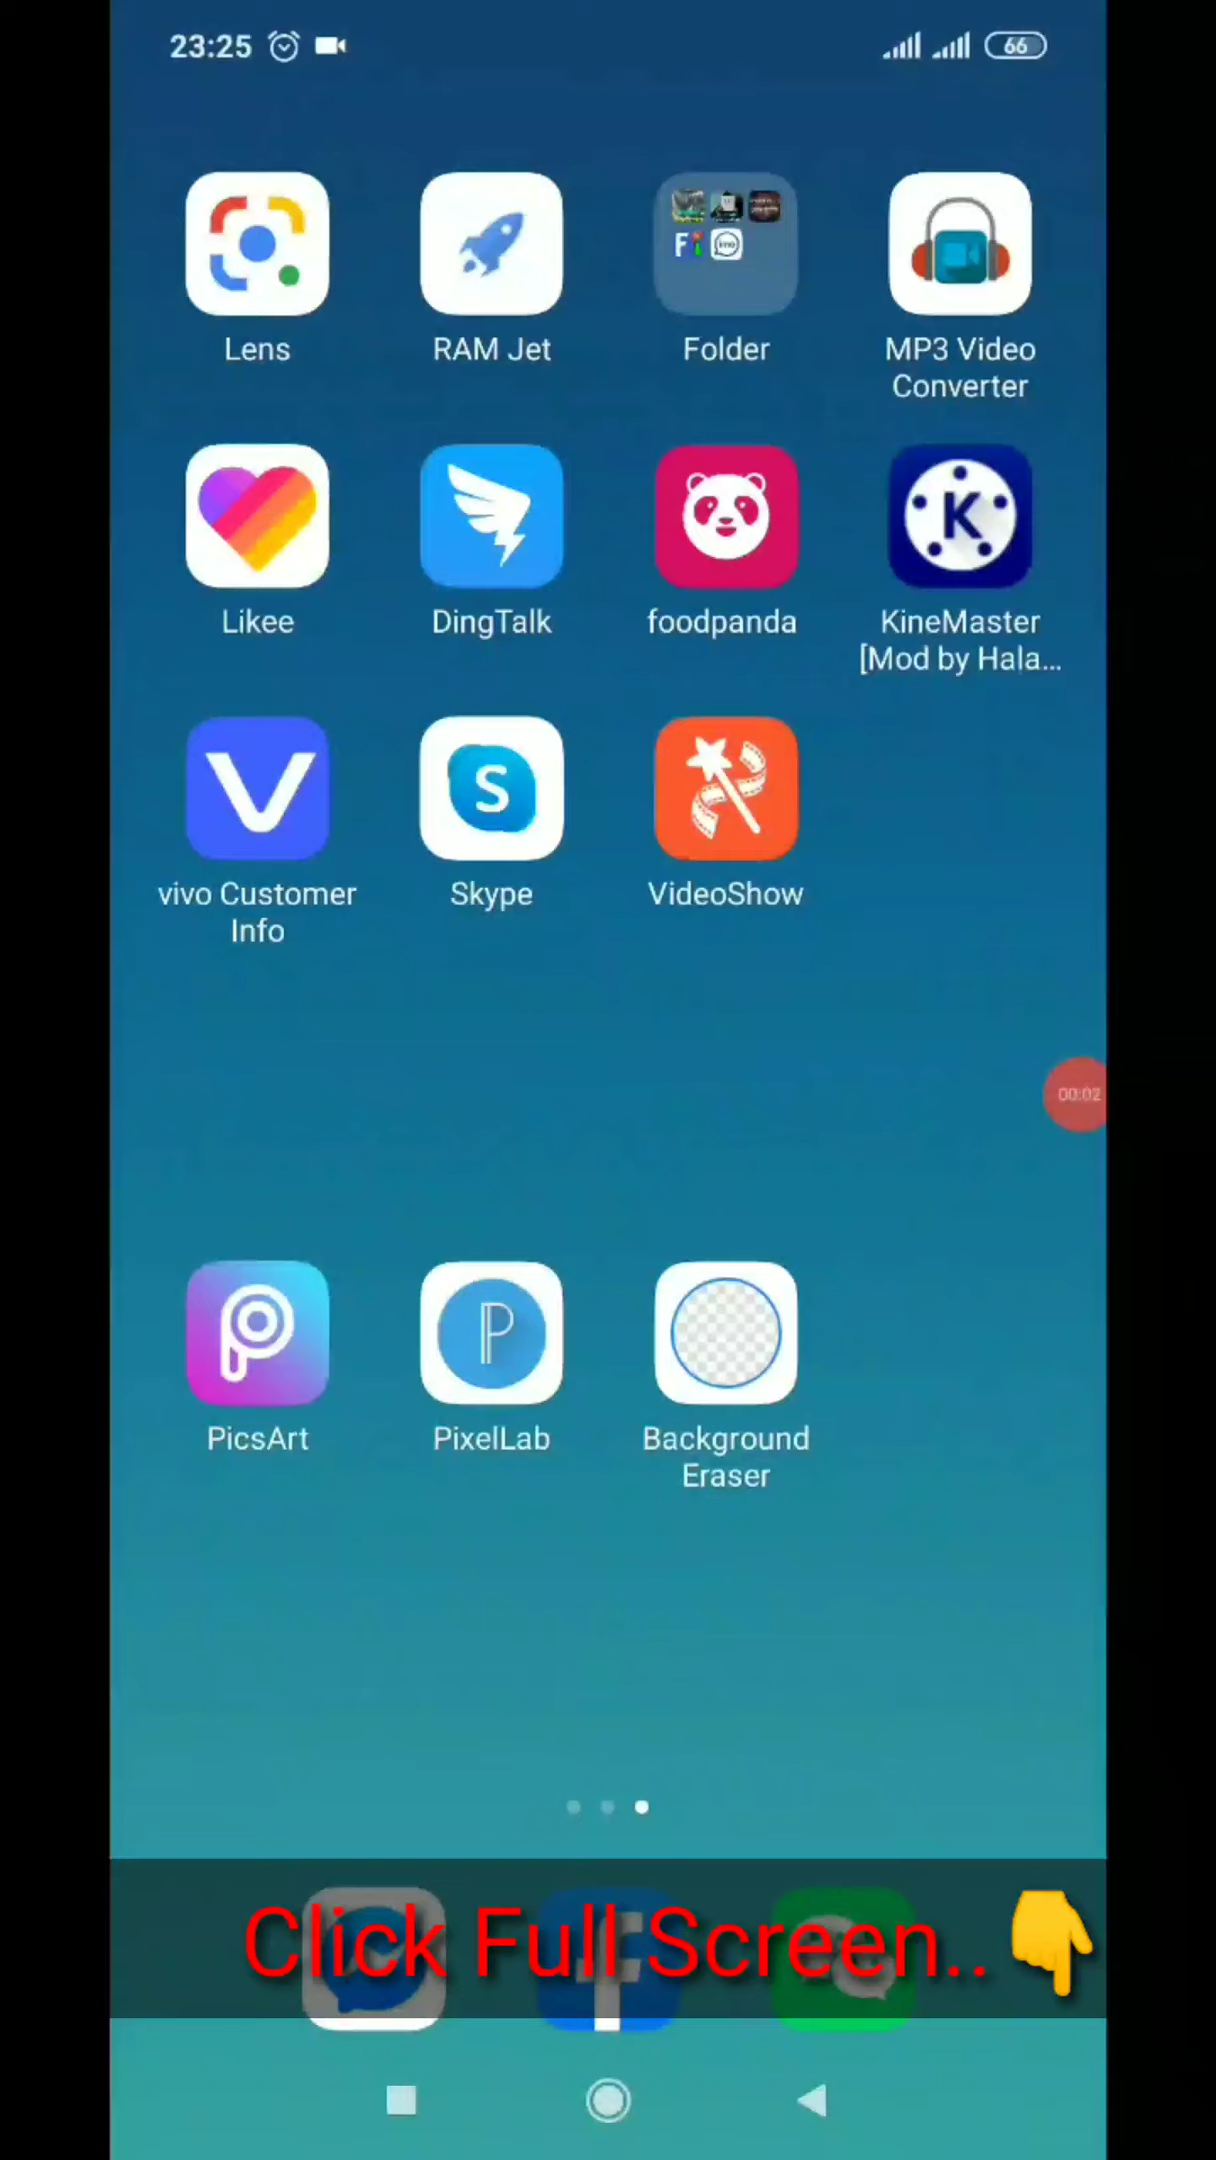 23:25
66
Lens
RAM Jet
Folder
MP3 Video
Converter
Likee
DingTalk
foodpanda
KineMaster
[Mod by Hala...
vivo Customer
Info
Skype
VideoShow
00:02
PicsArt
PixelLab
Background
Eraser
Click Full Screen..👇